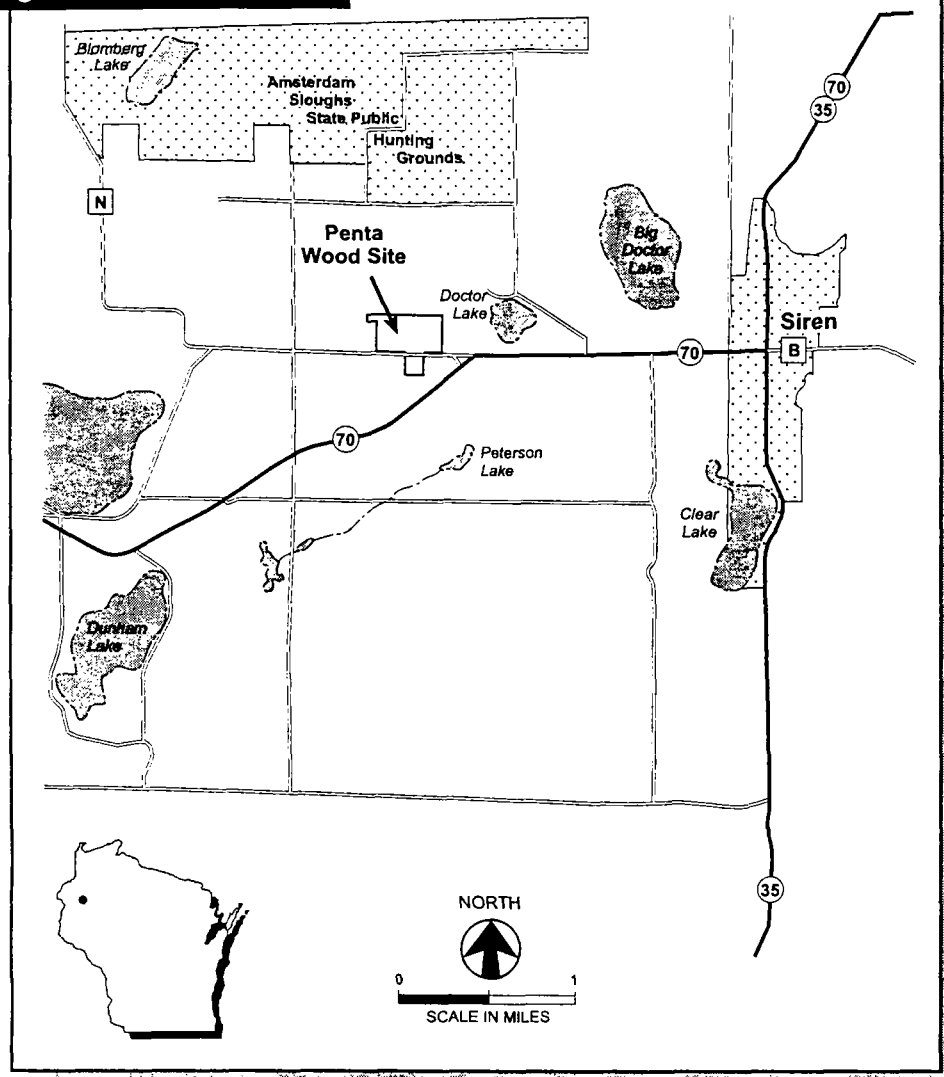 Blomberg
Lake
Amsterdam
Sloughs
State Public
Hunting
Grounds
70
35
N
Penta
Wood Site
Big
Doctor
Lake
Doctor
Lake
Siren
B
70
70
Peterson
Lake
Clear
Lake
Dunham
Lake
35
NORTH
0 1
SCALE IN MILES